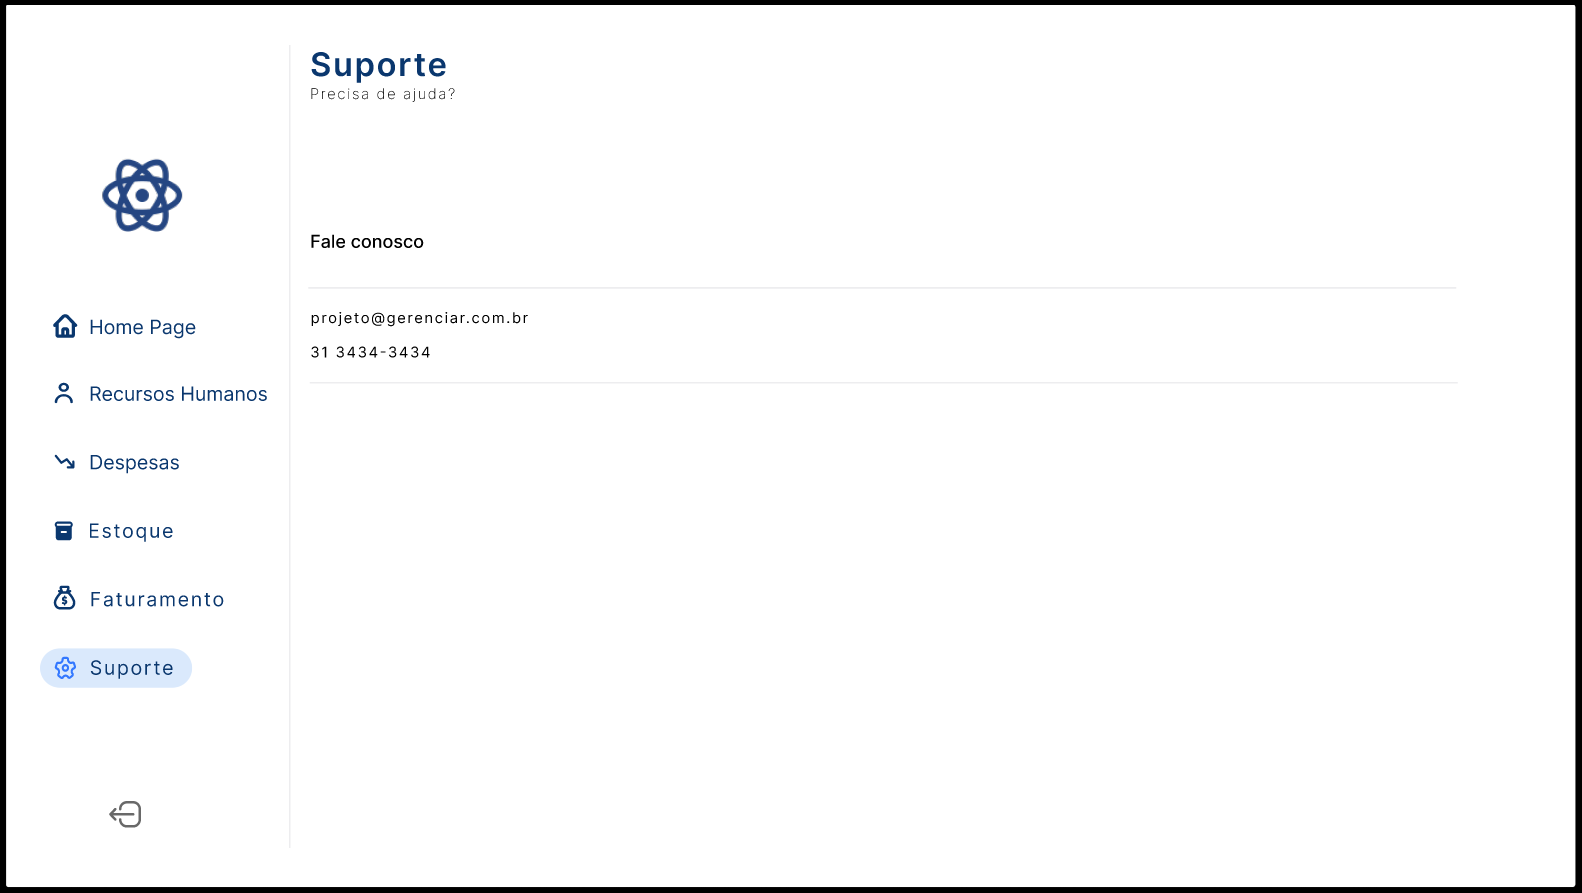 Suporte
Precisa de ajuda?
Fale conosco
projeto@gerenciar.com.br
31 3434-3434
Home Page
Recursos Humanos
Despesas
Estoque
Faturamento
Suporte